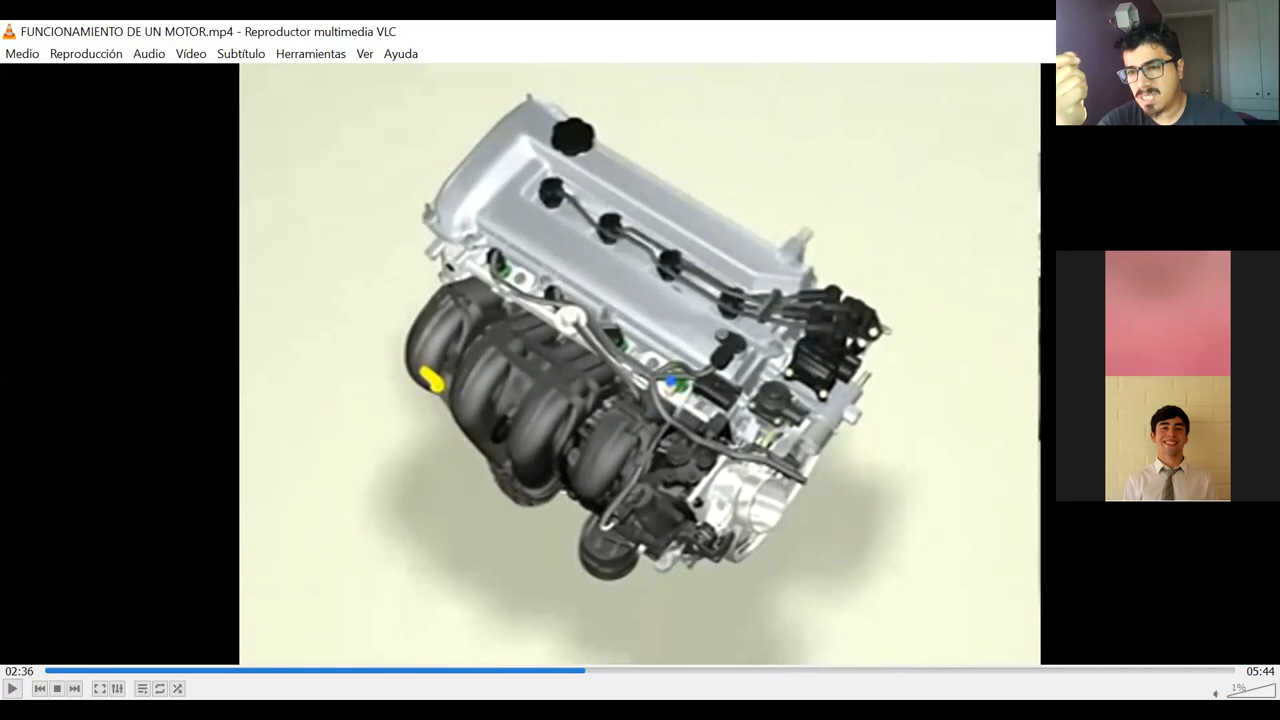 FUNCIONAMIENTO DE UN MOTOR.mp4 - Reproductor multimedia VLC
Medio Reproducción Audio Vídeo Subtítulo Herramientas Ver Ayuda
02:36 05:44
1%